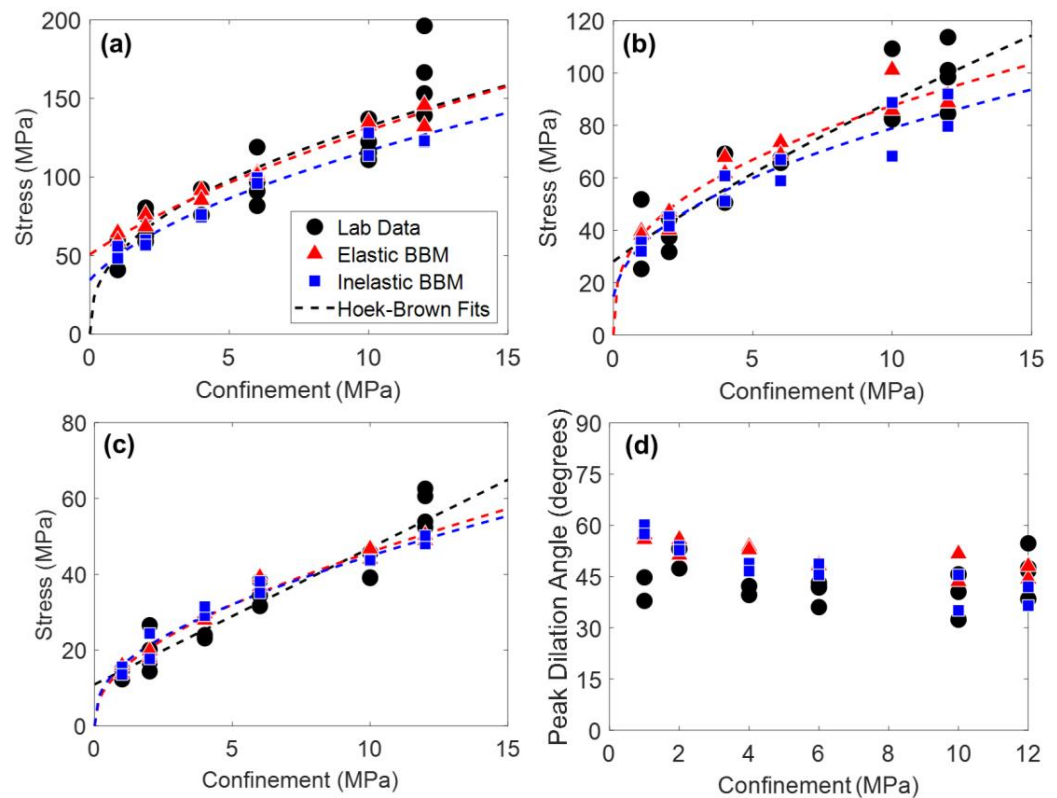 (a)
200
150
100
50
0
Stress (MPa)
Lab Data
Elastic BBM
Inelastic BBM
Hoek-Brown Fits
0 5 10 15
Confinement (MPa)
(b)
120
100
80
60
40
20
0
Stress (MPa)
0 5 10 15
Confinement (MPa)
(c)
80
60
40
20
0
Stress (MPa)
0 5 10 15
Confinement (MPa)
(d)
90
75
60
45
30
15
0
Peak Dilation Angle (degrees)
0 2 4 6 8 10 12
Confinement (MPa)